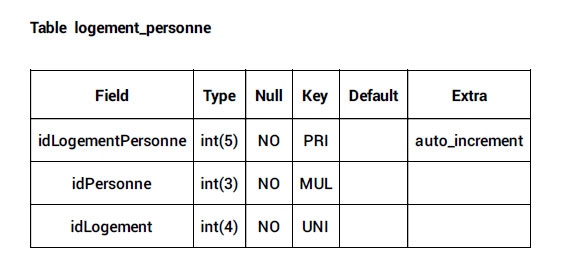 Table logement_personne
Field Type Null Key Default Extra
idLogementPersonne int(5) NO PRI auto_increment
idPersonne int(3) NO MUL
idLogement int(4) NO UNI